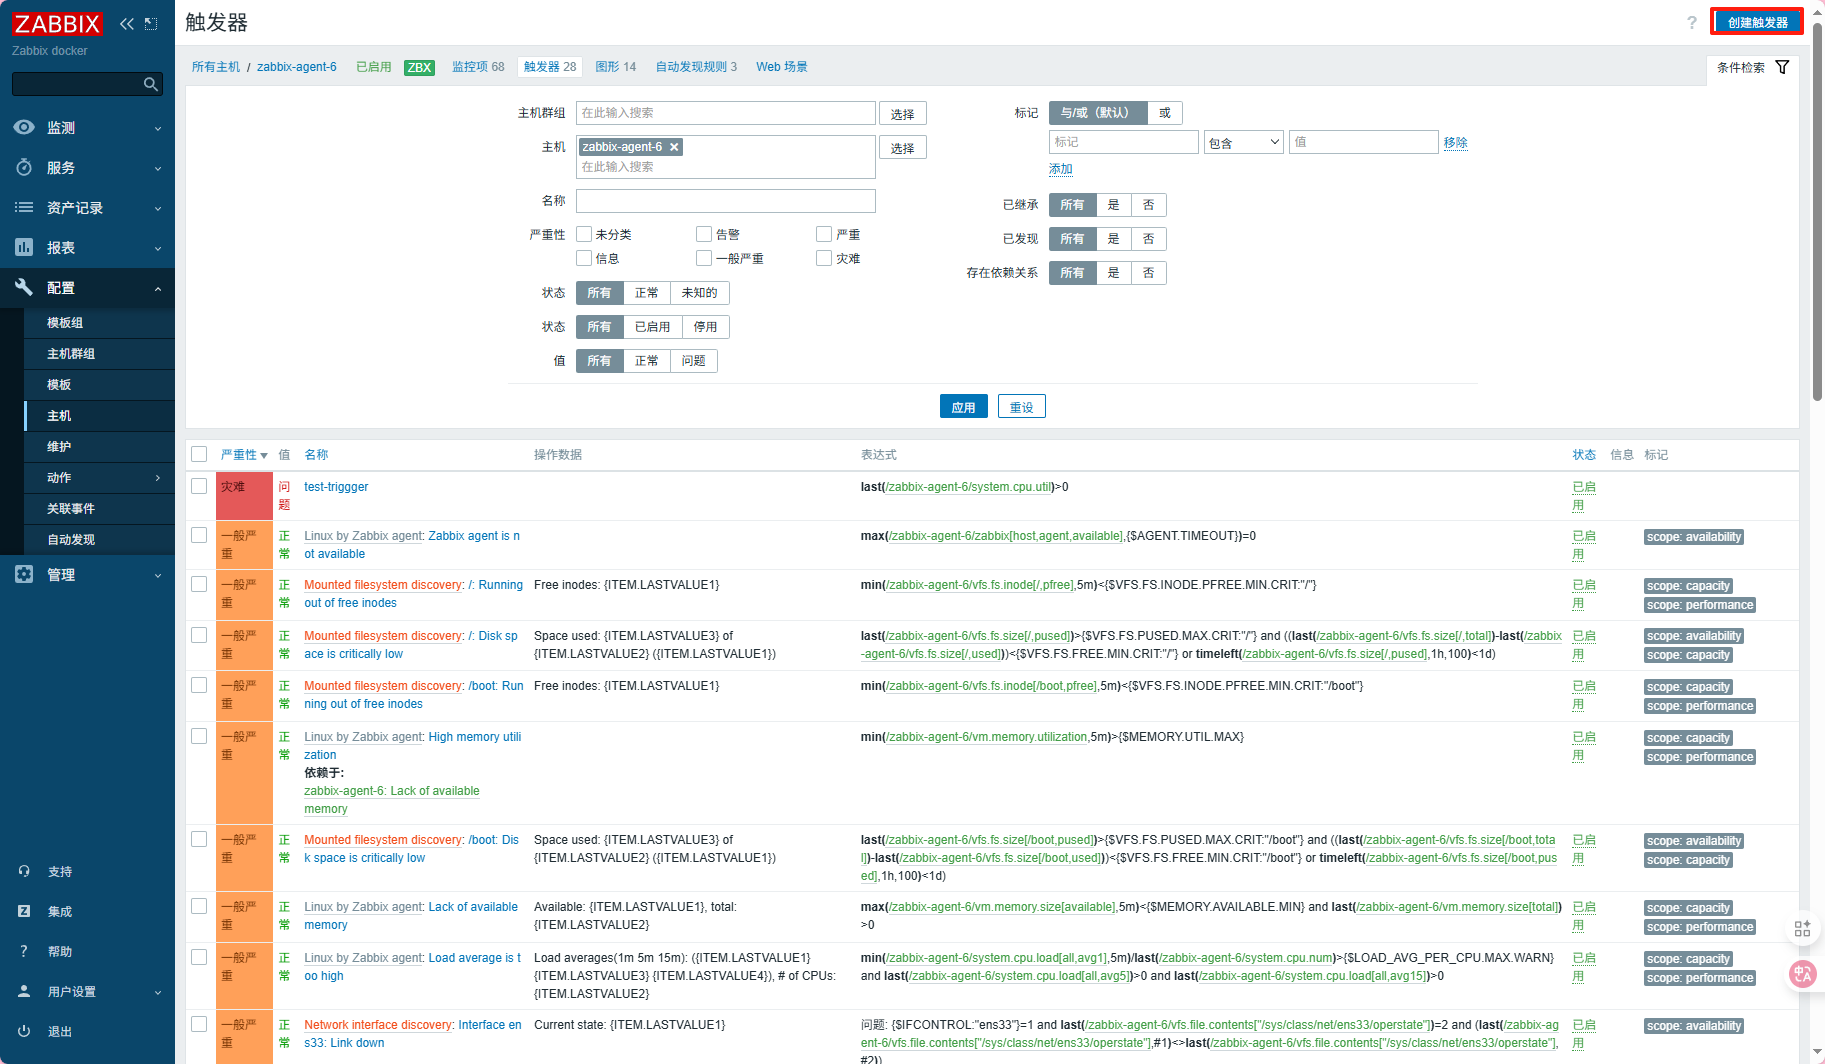 ZABBIX
Zabbix docker
监测
服务
资产记录
报表
配置
模板组
主机群组
模板
主机
维护
动作
关联事件
自动发现
管理
支持
集成
帮助
用户设置
退出
触发器
? 创建触发器
所有主机 / zabbix-agent-6 已启用 ZBX 监控项 68 触发器 28 图形 14 自动发现规则 3 Web 场景
条件检索
主机群组 在此输入搜索 选择
主机 zabbix-agent-6 选择
在此输入搜索
名称
严重性 未分类 告警 严重
信息 一般严重 灾难
状态 所有 正常 未知的
状态 所有 已启用 停用
值 所有 正常 问题
标记 与/或（默认） 或
标记 包含 值 移除
添加
已继承 所有 是 否
已发现 所有 是 否
存在依赖关系 所有 是 否
应用 重设
严重性 值 名称 操作数据 表达式 状态 信息 标记
灾难 问 test-triggger last(/zabbix-agent-6/system.cpu.util)>0 已启
题 用
一般严 正 Linux by Zabbix agent: Zabbix agent is n max(/zabbix-agent-6/zabbix[host,agent,available],{$AGENT.TIMEOUT})=0 已启 scope: availability
重 常 ot available 用
一般严 正 Mounted filesystem discovery: /: Running Free inodes: {ITEM.LASTVALUE1} min(/zabbix-agent-6/vfs.fs.inode[/,pfree],5m)<{$VFS.FS.INODE.PFREE.MIN.CRIT:"/"} 已启 scope: capacity
重 常 out of free inodes 用 scope: performance
一般严 正 Mounted filesystem discovery: /: Disk sp Space used: {ITEM.LASTVALUE3} of last(/zabbix-agent-6/vfs.fs.size[/,pused])>{$VFS.FS.PUSED.MAX.CRIT:"/"} and ((last(/zabbix-agent-6/vfs.fs.size[/,total])-last(/zabbix 已启 scope: availability
重 常 ace is critically low {ITEM.LASTVALUE2} ({ITEM.LASTVALUE1}) -agent-6/vfs.fs.size[/,used]))<{$VFS.FS.FREE.MIN.CRIT:"/"} or timeleft(/zabbix-agent-6/vfs.fs.size[/,pused],1h,100)<1d) 用 scope: capacity
一般严 正 Mounted filesystem discovery: /boot: Run Free inodes: {ITEM.LASTVALUE1} min(/zabbix-agent-6/vfs.fs.inode[/boot,pfree],5m)<{$VFS.FS.INODE.PFREE.MIN.CRIT:"/boot"} 已启 scope: capacity
重 常 ning out of free inodes 用 scope: performance
一般严 正 Linux by Zabbix agent: High memory utili min(/zabbix-agent-6/vm.memory.utilization,5m)>{$MEMORY.UTIL.MAX} 已启 scope: capacity
重 常 zation 用 scope: performance
依赖于:
zabbix-agent-6: Lack of available
memory
一般严 正 Mounted filesystem discovery: /boot: Dis Space used: {ITEM.LASTVALUE3} of last(/zabbix-agent-6/vfs.fs.size[/boot,pused])>{$VFS.FS.PUSED.MAX.CRIT:"/boot"} and ((last(/zabbix-agent-6/vfs.fs.size[/boot,tota 已启 scope: availability
重 常 k space is critically low {ITEM.LASTVALUE2} ({ITEM.LASTVALUE1}) l])-last(/zabbix-agent-6/vfs.fs.size[/boot,used]))<{$VFS.FS.FREE.MIN.CRIT:"/boot"} or timeleft(/zabbix-agent-6/vfs.fs.size[/boot,pus 用 scope: capacity
ed],1h,100)<1d)
一般严 正 Linux by Zabbix agent: Lack of available Available: {ITEM.LASTVALUE1}, total: max(/zabbix-agent-6/vm.memory.size[available],5m)<{$MEMORY.AVAILABLE.MIN} and last(/zabbix-agent-6/vm.memory.size[total]) 已启 scope: capacity
重 常 memory {ITEM.LASTVALUE2} >0 用 scope: performance
一般严 正 Linux by Zabbix agent: Load average is t Load averages(1m 5m 15m): ({ITEM.LASTVALUE1} min(/zabbix-agent-6/system.cpu.load[all,avg1],5m)/last(/zabbix-agent-6/system.cpu.num)>{$LOAD_AVG_PER_CPU.MAX.WARN} 已启 scope: capacity
重 常 oo high {ITEM.LASTVALUE3} {ITEM.LASTVALUE4}), # of CPUs: and last(/zabbix-agent-6/system.cpu.load[all,avg5])>0 and last(/zabbix-agent-6/system.cpu.load[all,avg15])>0 用 scope: performance
{ITEM.LASTVALUE2}
一般严 正 Network interface discovery: Interface en Current state: {ITEM.LASTVALUE1} 问题: {$IFCONTROL:"ens33"}=1 and last(/zabbix-agent-6/vfs.file.contents["/sys/class/net/ens33/operstate"])=2 and (last(/zabbix-ag 已启 scope: availability
重 常 s33: Link down ent-6/vfs.file.contents["/sys/class/net/ens33/operstate"],#1)<>last(/zabbix-agent-6/vfs.file.contents["/sys/class/net/ens33/operstate"], 用
#2))